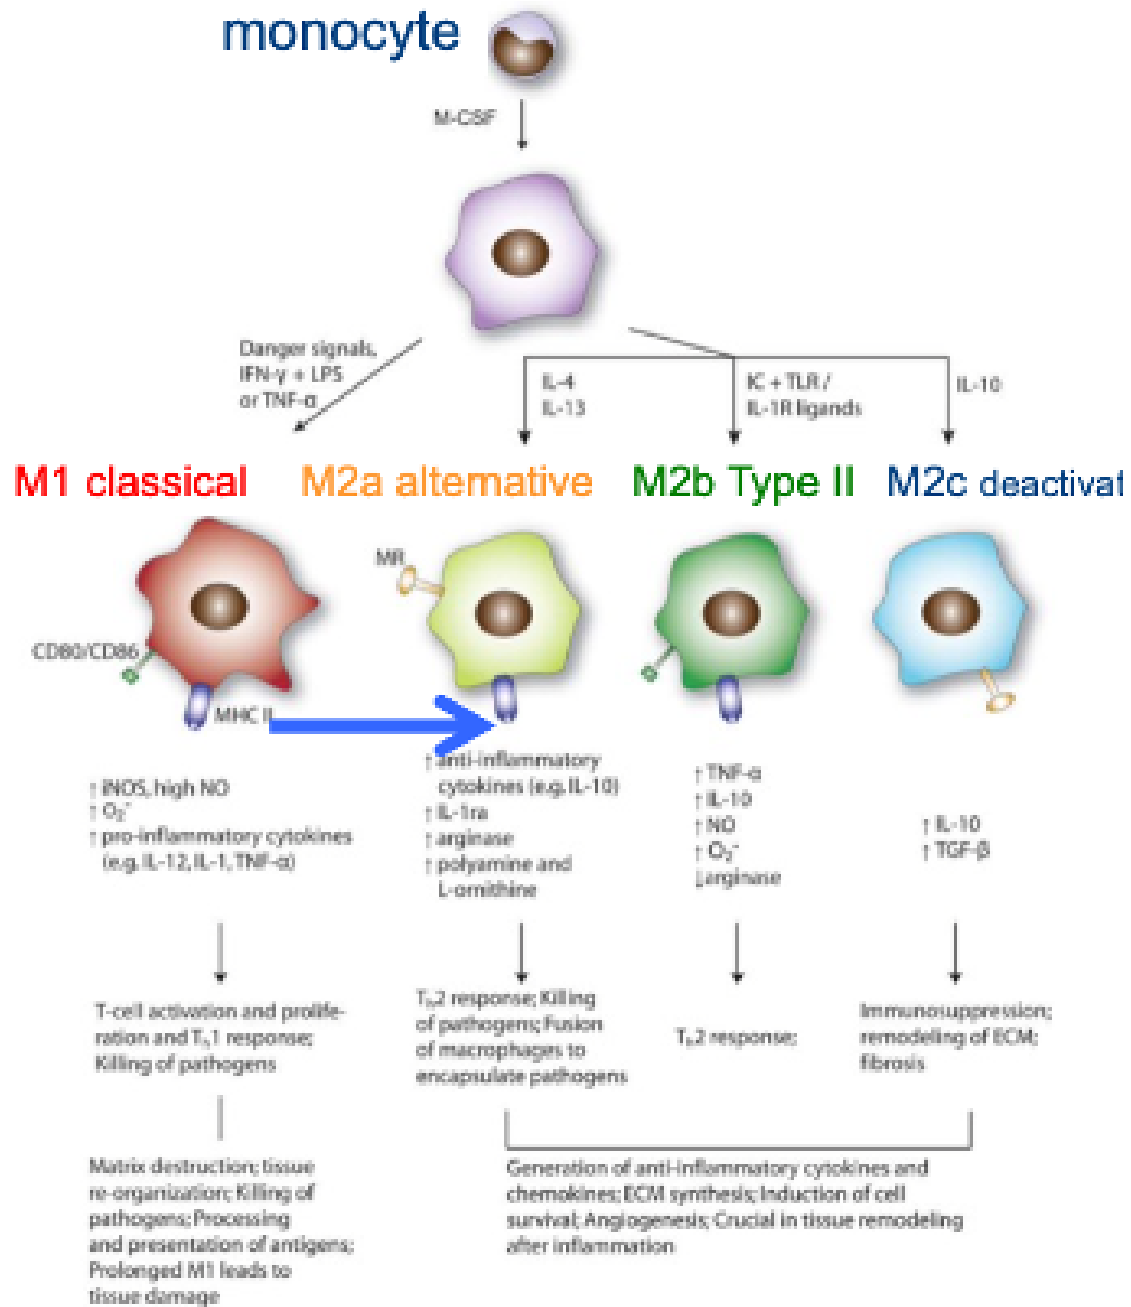 monocyte
M-CSF
Danger signals,
IFN-γ + LPS
or TNF-α
IL-4
IL-13
IC + TLR /
IL-1R ligands
IL-10
M1 classical
M2a alternative
M2b Type II
M2c deactivat
MR
CD80/CD86
MHC II
↑ iNOS, high NO
↑ O₂⁻
↑ pro-inflammatory cytokines
(e.g. IL-12, IL-1, TNF-α)
↑ anti-inflammatory
cytokines (e.g. IL-10)
↑ IL-1ra
↑ arginase
↑ polyamine and
L-ornithine
↑ TNF-α
↑ IL-10
↑ NO
↑ O₂⁻
↓arginase
↑ IL-10
↑ TGF-β
T-cell activation and prolife-
ration and Tₕ1 response;
Killing of pathogens
Tₕ2 response; Killing
of pathogens; Fusion
of macrophages to
encapsulate pathogens
Tₕ2 response;
Immunosuppression;
remodeling of ECM;
fibrosis
Matrix destruction; tissue
re-organization; Killing of
pathogens; Processing
and presentation of antigens;
Prolonged M1 leads to
tissue damage
Generation of anti-inflammatory cytokines and
chemokines; ECM synthesis; Induction of cell
survival; Angiogenesis; Crucial in tissue remodeling
after inflammation